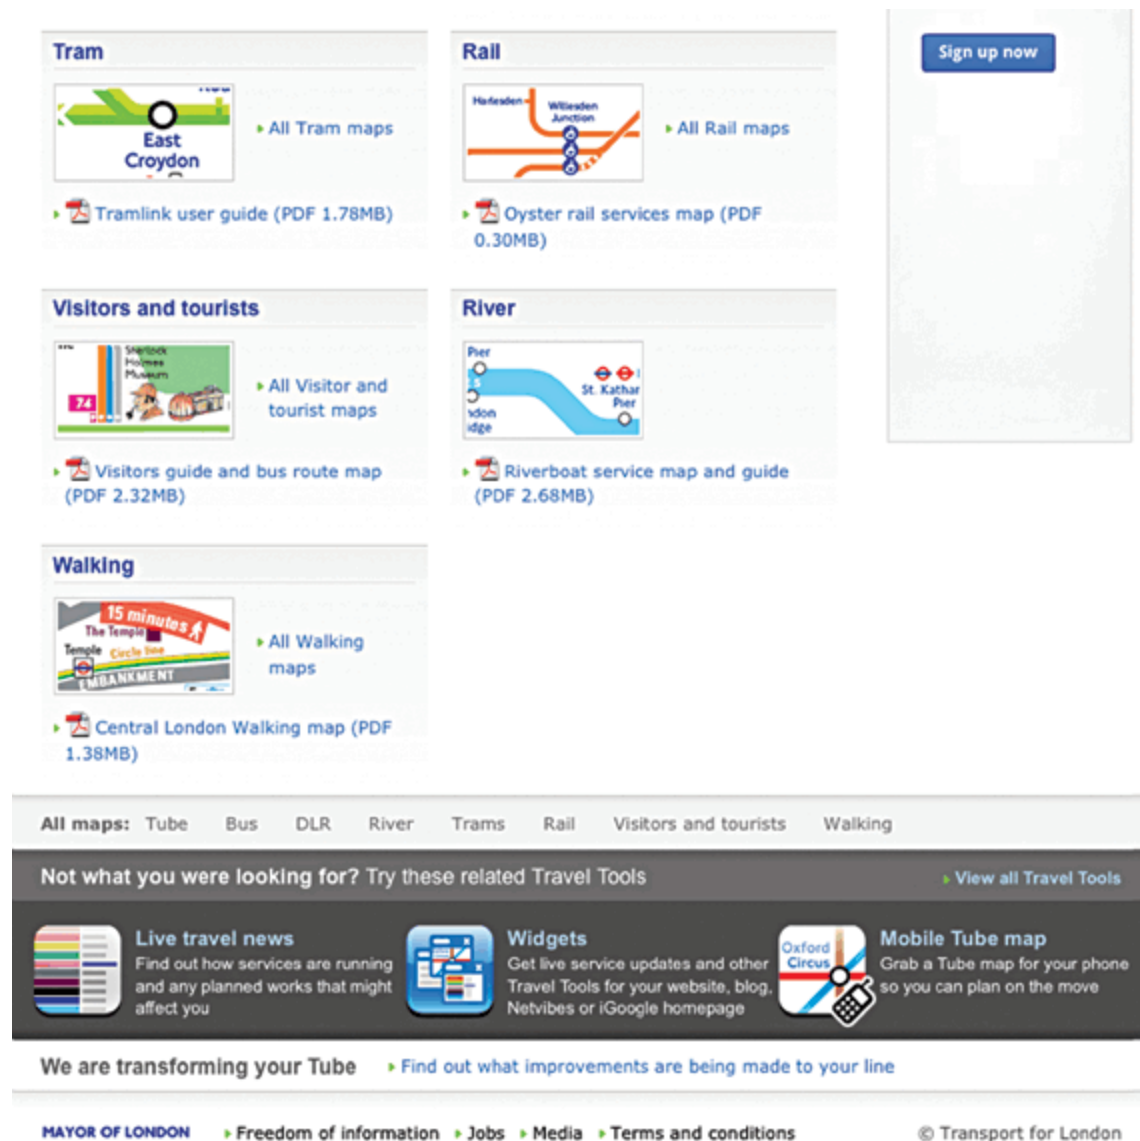 Tram
East
Croydon
All Tram maps
Tramlink user guide (PDF 1.78MB)
Rail
Harlesden
Willesden
Junction
All Rail maps
Oyster rail services map (PDF
0.30MB)
Sign up now
Visitors and tourists
Sherlock
Holmes
Museum
74
All Visitor and
tourist maps
Visitors guide and bus route map
(PDF 2.32MB)
River
Pier
St. Kathar
Pier
ndon
idge
Riverboat service map and guide
(PDF 2.68MB)
Walking
15 minutes
The Temple
Temple Circle line
EMBANKMENT
All Walking
maps
Central London Walking map (PDF
1.38MB)
All maps: Tube Bus DLR River Trams Rail Visitors and tourists Walking
Not what you were looking for? Try these related Travel Tools
View all Travel Tools
Live travel news
Find out how services are running
and any planned works that might
affect you
Widgets
Get live service updates and other
Travel Tools for your website, blog,
Netvibes or iGoogle homepage
Oxford
Circus
Mobile Tube map
Grab a Tube map for your phone
so you can plan on the move
We are transforming your Tube Find out what improvements are being made to your line
MAYOR OF LONDON Freedom of information Jobs Media Terms and conditions © Transport for London